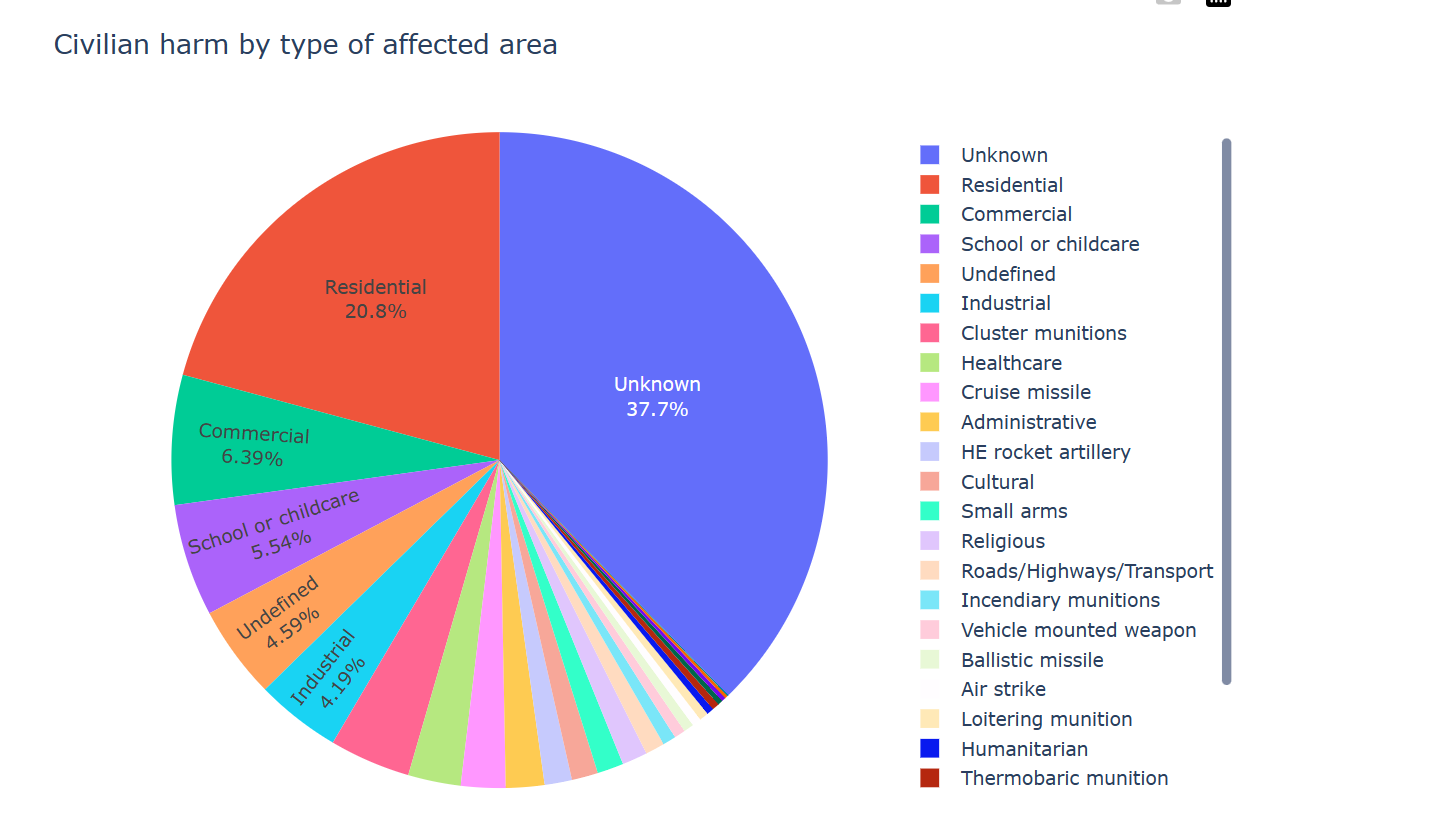 Civilian harm by type of affected area
Residential
20.8%
Unknown
37.7%
Commercial
6.39%
School or childcare
5.54%
Undefined
4.59%
Industrial
4.19%
Unknown
Residential
Commercial
School or childcare
Undefined
Industrial
Cluster munitions
Healthcare
Cruise missile
Administrative
HE rocket artillery
Cultural
Small arms
Religious
Roads/Highways/Transport
Incendiary munitions
Vehicle mounted weapon
Ballistic missile
Air strike
Loitering munition
Humanitarian
Thermobaric munition